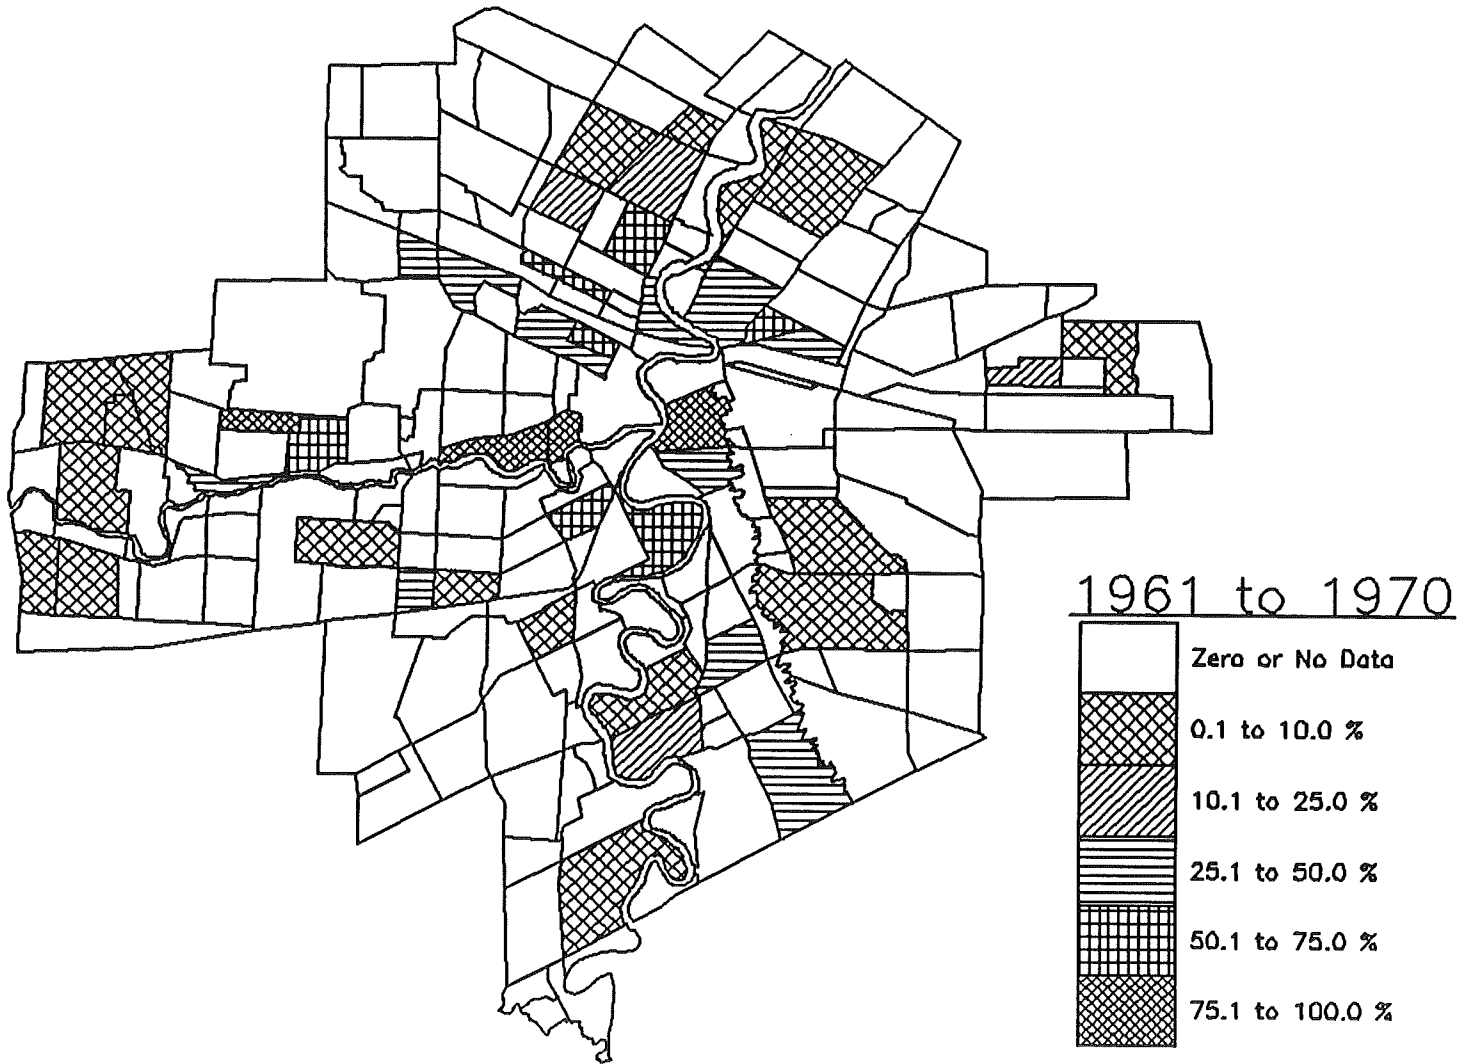 1961 to 1970
Zero or No Data
0.1 to 10.0 %
10.1 to 25.0 %
25.1 to 50.0 %
50.1 to 75.0 %
75.1 to 100.0 %